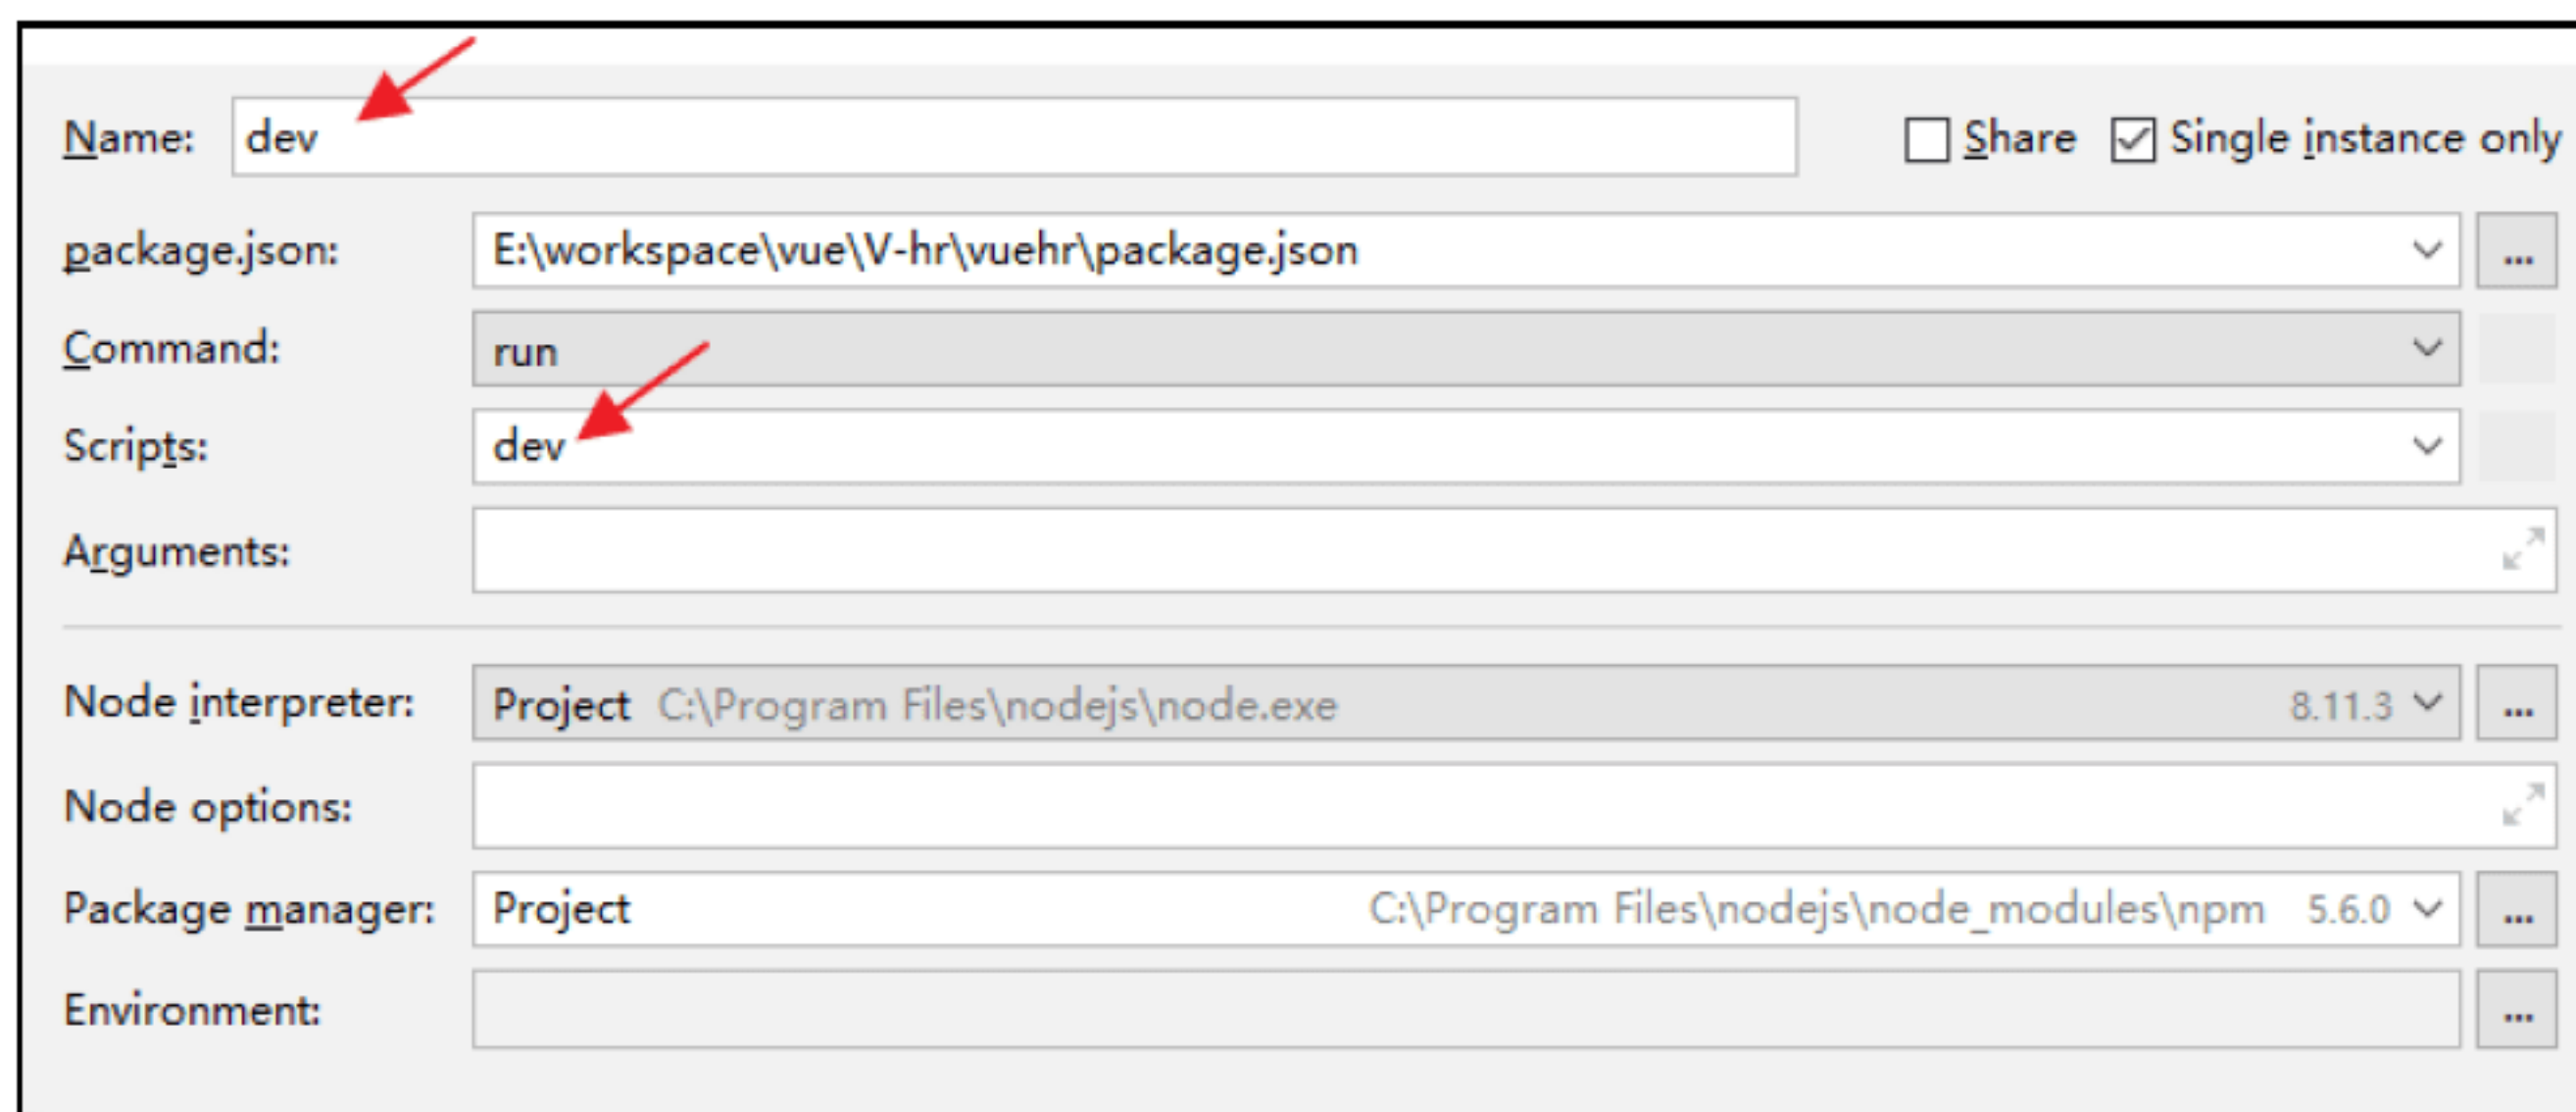 Name: dev Share Single instance only
package.json: E:\workspace\vue\V-hr\vuehr\package.json ...
Command: run
Scripts: dev
Arguments:
Node interpreter: Project C:\Program Files\nodejs\node.exe 8.11.3 ...
Node options:
Package manager: Project C:\Program Files\nodejs\node_modules\npm 5.6.0 ...
Environment: ...